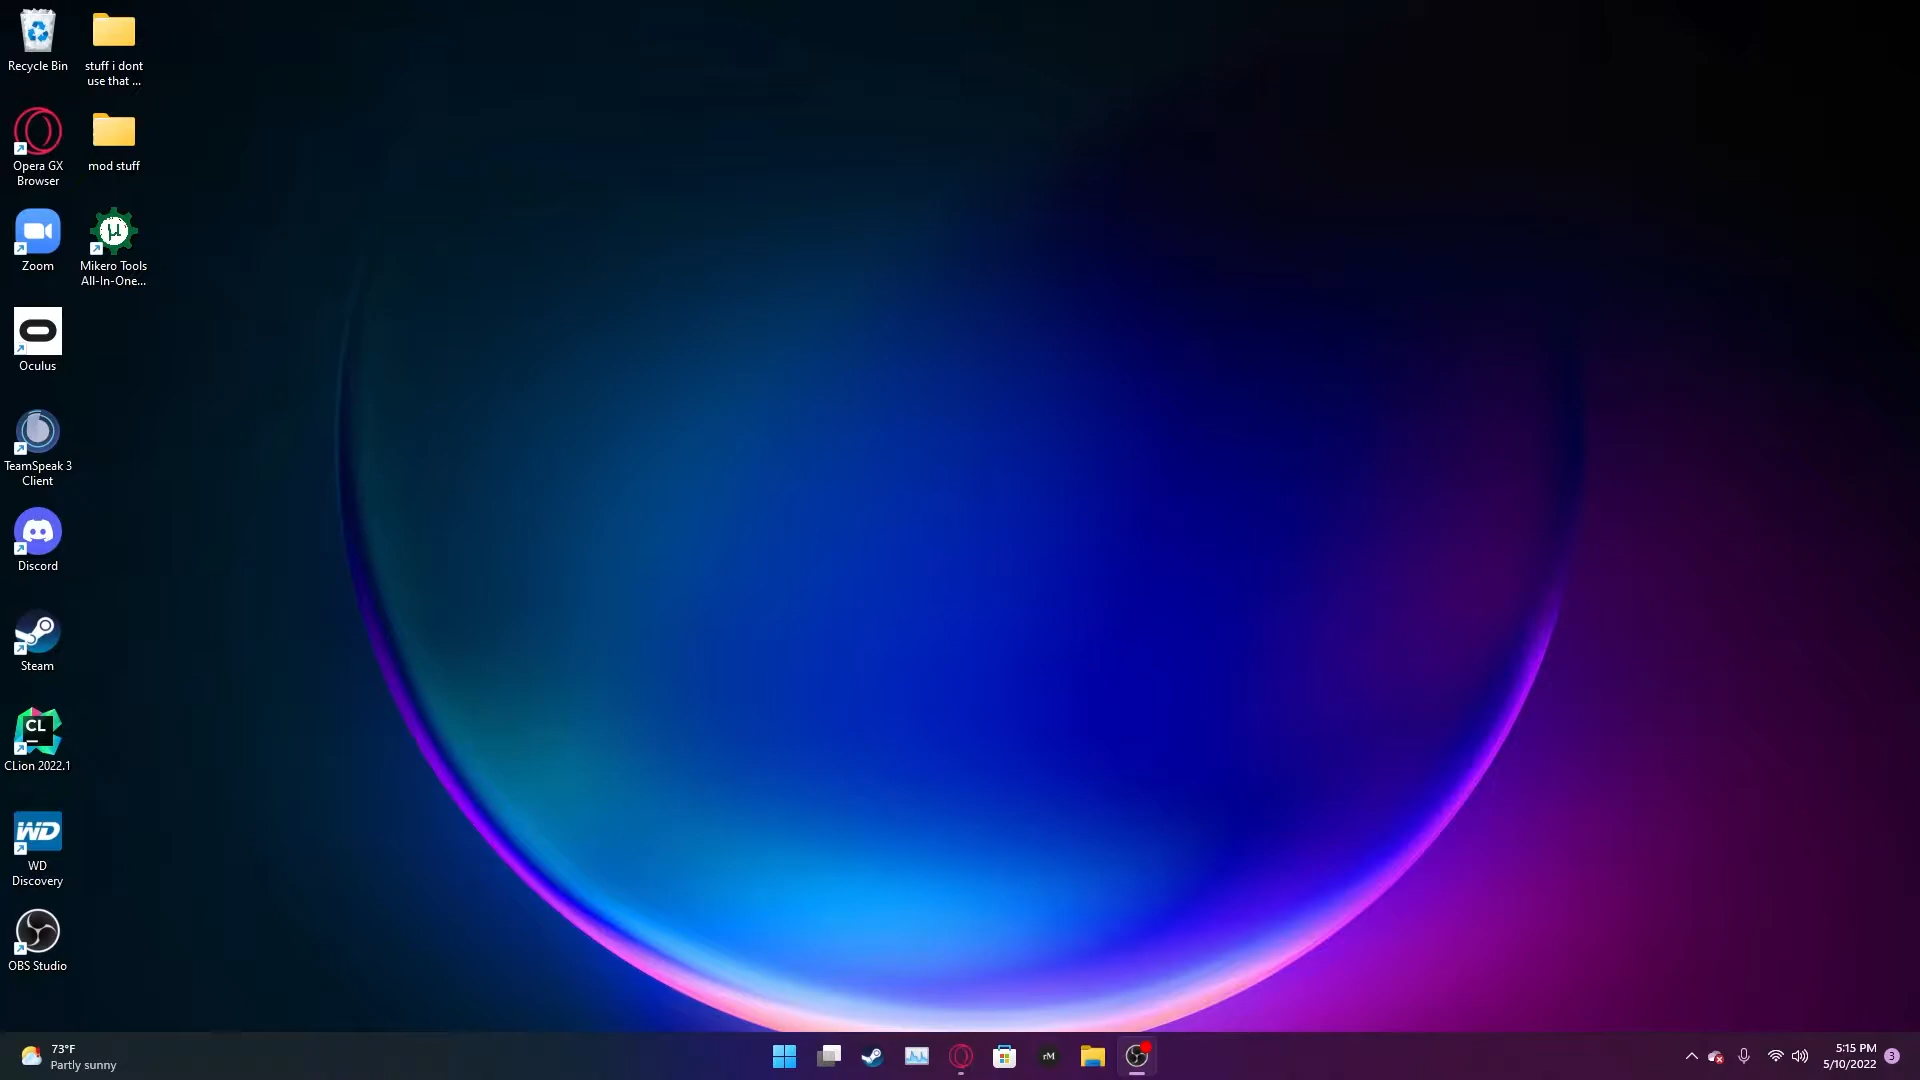 Recycle Bin
stuff i dont
use that ...
Opera GX
Browser
mod stuff
Zoom
µ
Mikero Tools
All-In-One...
Oculus
TeamSpeak 3
Client
Discord
Steam
CL
CLion 2022.1
WD
WD
Discovery
OBS Studio
73°F
Partly sunny
rM
5:15 PM
5/10/2022
3